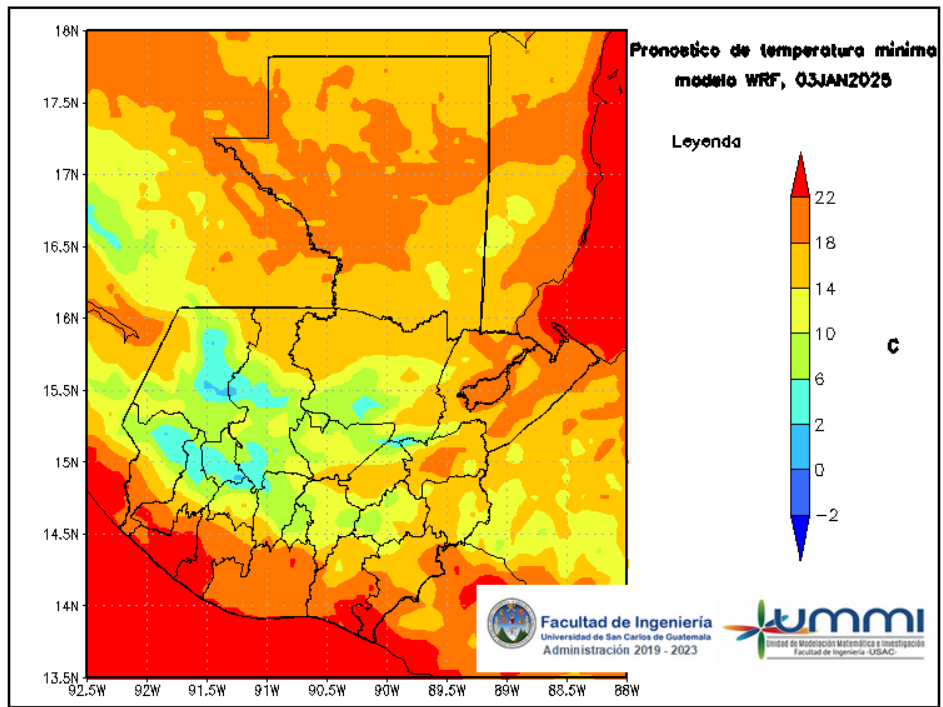 Pronostico de temperatura minima
modelo WRF, 03JAN2025
Leyenda
22
18
14
10
6
2
0
−2
C
18N
17.5N
17N
16.5N
16N
15.5N
15N
14.5N
14N
13.5N
92.5W 92W 91.5W 91W 90.5W 90W 89.5W 89W 88.5W 88W
Facultad de Ingeniería
Universidad de San Carlos de Guatemala
Administración 2019 - 2023
ummi
Unidad de Modelación Matemática e Investigación
Facultad de Ingeniería -USAC-